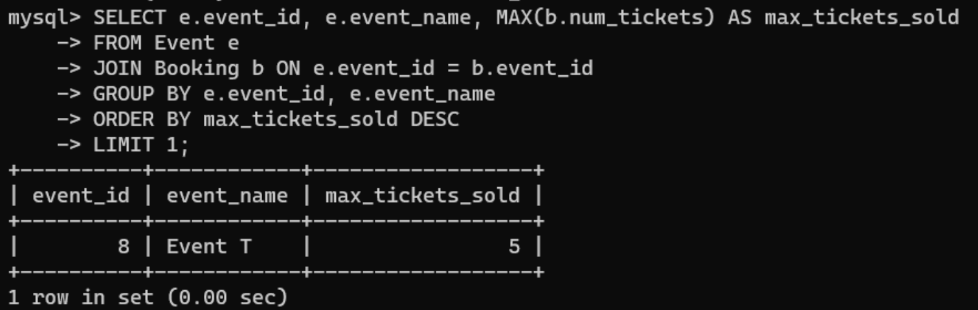 mysql> SELECT e.event_id, e.event_name, MAX(b.num_tickets) AS max_tickets_sold
    -> FROM Event e
    -> JOIN Booking b ON e.event_id = b.event_id
    -> GROUP BY e.event_id, e.event_name
    -> ORDER BY max_tickets_sold DESC
    -> LIMIT 1;
+----------+------------+------------------+
| event_id | event_name | max_tickets_sold |
+----------+------------+------------------+
|        8 | Event T    |                5 |
+----------+------------+------------------+
1 row in set (0.00 sec)